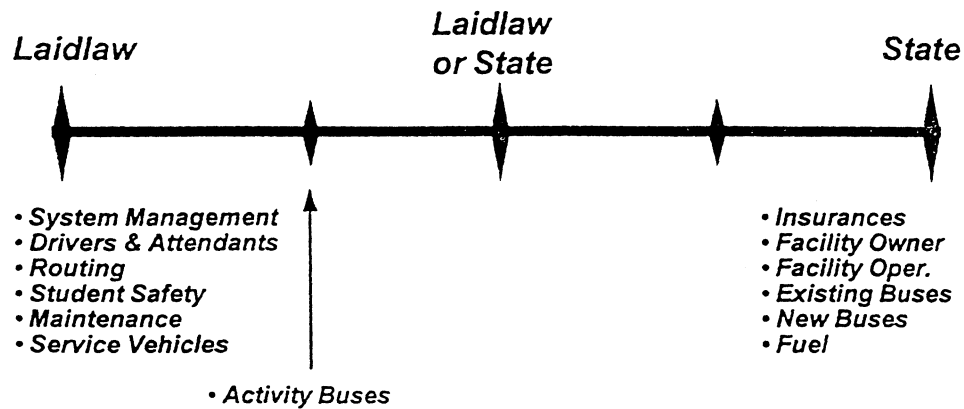 Laidlaw
Laidlaw
or State
State
• System Management
• Drivers & Attendants
• Routing
• Student Safety
• Maintenance
• Service Vehicles
• Activity Buses
• Insurances
• Facility Owner
• Facility Oper.
• Existing Buses
• New Buses
• Fuel